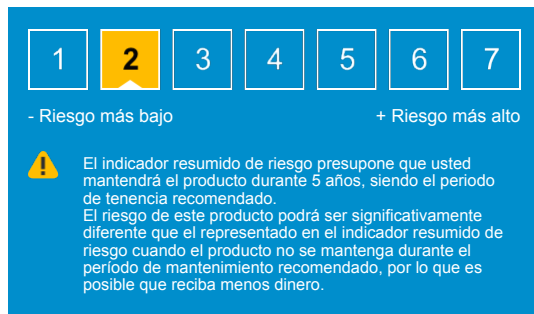 1 2 3 4 5 6 7
- Riesgo más bajo + Riesgo más alto
El indicador resumido de riesgo presupone que usted
mantendrá el producto durante 5 años, siendo el periodo
de tenencia recomendado.
El riesgo de este producto podrá ser significativamente
diferente que el representado en el indicador resumido de
riesgo cuando el producto no se mantenga durante el
período de mantenimiento recomendado, por lo que es
posible que reciba menos dinero.